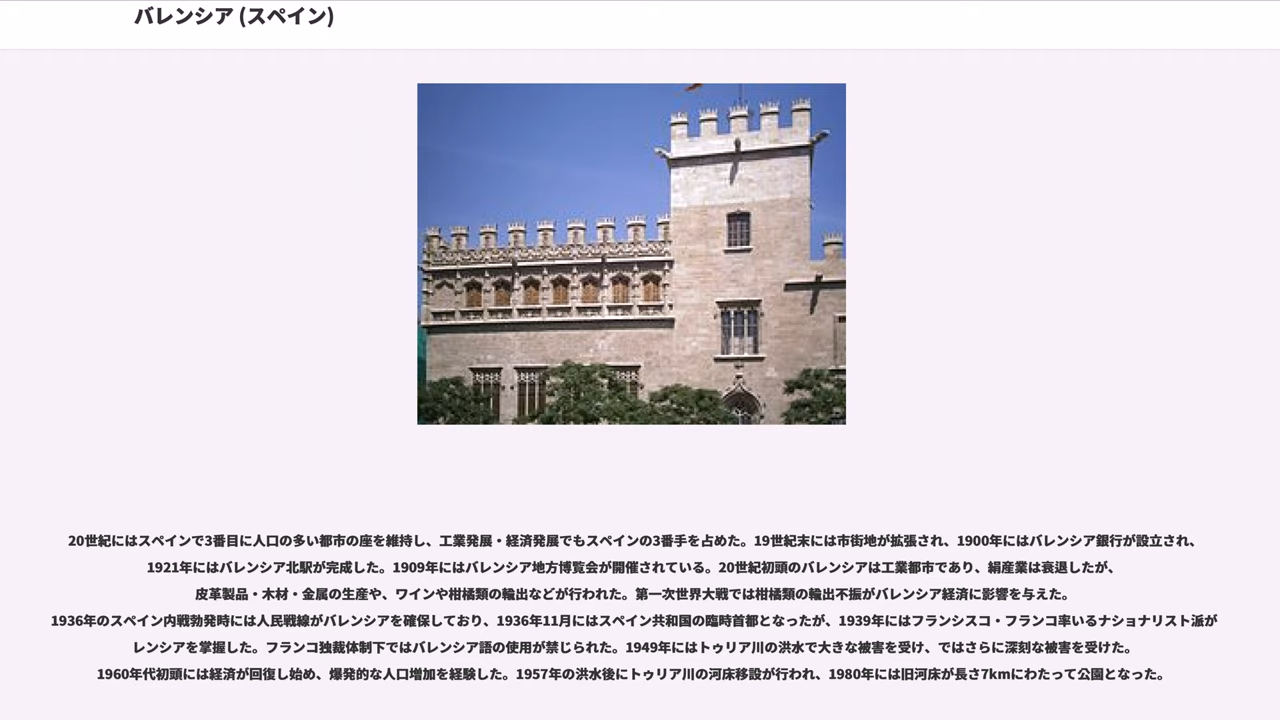 バレンシア (スペイン)
20世紀にはスペインで3番目に人口の多い都市の座を維持し、工業発展・経済発展でもスペインの3番手を占めた。19世紀末には市街地が拡張され、1900年にはバレンシア銀行が設立され、
1921年にはバレンシア北駅が完成した。1909年にはバレンシア地方博覧会が開催されている。20世紀初頭のバレンシアは工業都市であり、絹産業は衰退したが、
皮革製品・木材・金属の生産や、ワインや柑橘類の輸出などが行われた。第一次世界大戦では柑橘類の輸出不振がバレンシア経済に影響を与えた。
1936年のスペイン内戦勃発時には人民戦線がバレンシアを確保しており、1936年11月にはスペイン共和国の臨時首都となったが、1939年にはフランシスコ・フランコ率いるナショナリスト派が
レンシアを掌握した。フランコ独裁体制下ではバレンシア語の使用が禁じられた。1949年にはトゥリア川の洪水で大きな被害を受け、ではさらに深刻な被害を受けた。
1960年代初頭には経済が回復し始め、爆発的な人口増加を経験した。1957年の洪水後にトゥリア川の河床移設が行われ、1980年には旧河床が長さ7kmにわたって公園となった。